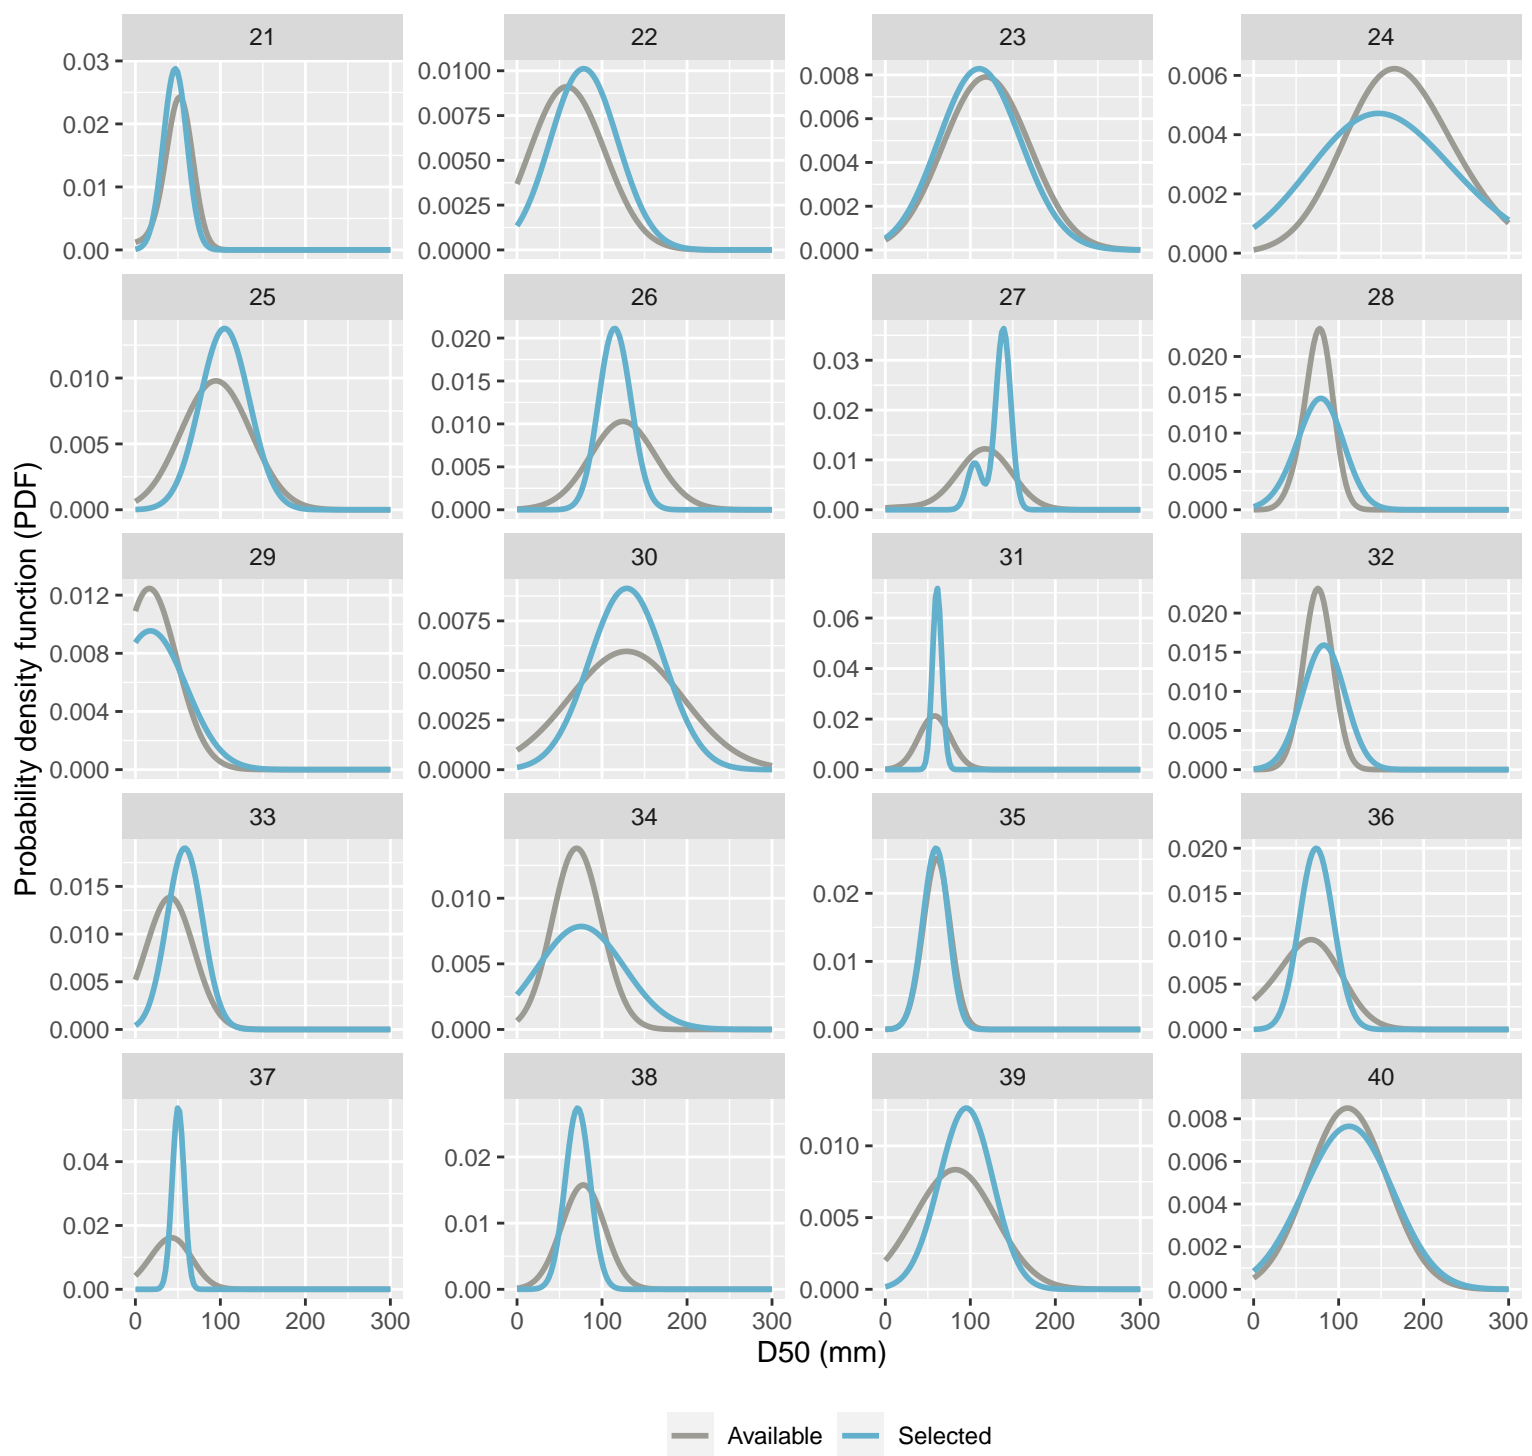 21 22 23 24
0.03 0.0100 0.008 0.006
0.02 0.0075 0.006 0.004
0.01 0.0050 0.004 0.002
0.00 0.0025 0.002 0.000
0.0000 0.000
25 26 27 28
0.010 0.020 0.03 0.020
0.005 0.015 0.02 0.015
0.000 0.010 0.01 0.010
0.005 0.00 0.005
0.000 0.000
29 30 31 32
0.012 0.0075 0.06 0.020
0.008 0.0050 0.04 0.015
0.004 0.0025 0.02 0.010
0.000 0.0000 0.00 0.005
0.000
33 34 35 36
0.015 0.010 0.02 0.020
0.010 0.005 0.01 0.015
0.005 0.000 0.00 0.010
0.000 0.005
0.000
37 38 39 40
0.04 0.02 0.010 0.008
0.02 0.01 0.005 0.006
0.00 0.00 0.000 0.004
0.002
0.000
0 100 200 300 0 100 200 300 0 100 200 300 0 100 200 300
Probability density function (PDF)
D50 (mm)
Available Selected